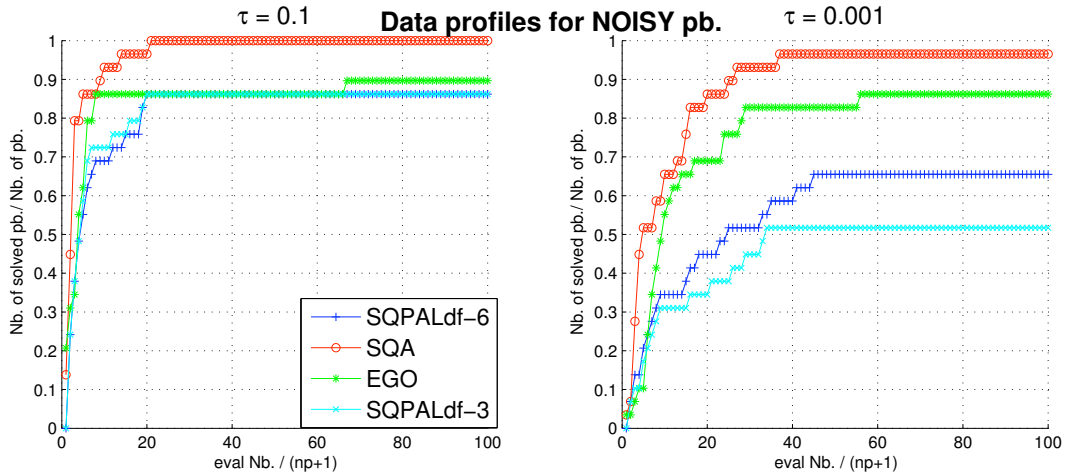 Data profiles for NOISY pb.
τ = 0.1
1
0.9
0.8
0.7
0.6
0.5
0.4
0.3
0.2
0.1
0
0 20 40 60 80 100
Nb. of solved pb./ Nb. of pb.
eval Nb. / (np+1)
SQPALdf−6
SQA
EGO
SQPALdf−3
τ = 0.001
1
0.9
0.8
0.7
0.6
0.5
0.4
0.3
0.2
0.1
0
0 20 40 60 80 100
Nb. of solved pb./ Nb. of pb.
eval Nb. / (np+1)